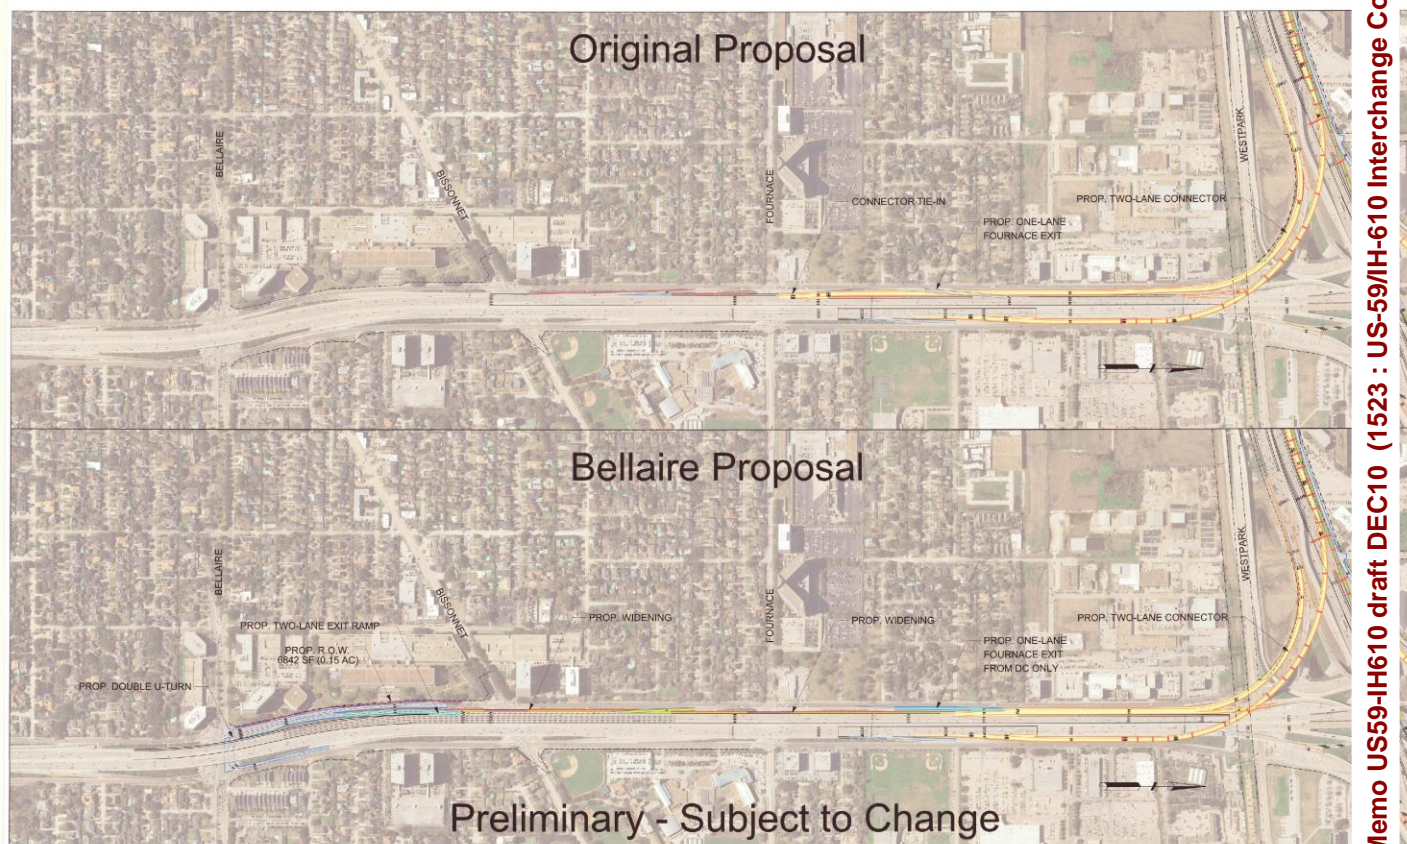 Original Proposal
BELLAIRE
BISSONNET
FOURNACE
CONNECTOR TIE-IN
PROP. ONE-LANE
FOURNACE EXIT
PROP. TWO-LANE CONNECTOR
WESTPARK
Bellaire Proposal
BELLAIRE
BISSONNET
PROP. TWO-LANE EXIT RAMP
PROP. R.O.W.
6842 SF (0.15 AC)
PROP. DOUBLE U-TURN
PROP. WIDENING
FOURNACE
PROP. WIDENING
PROP. ONE-LANE
FOURNACE EXIT
FROM DC ONLY
PROP. TWO-LANE CONNECTOR
WESTPARK
Preliminary - Subject to Change
Memo US59-IH610 draft DEC10 (1523 : US-59/IH-610 Interchange Co